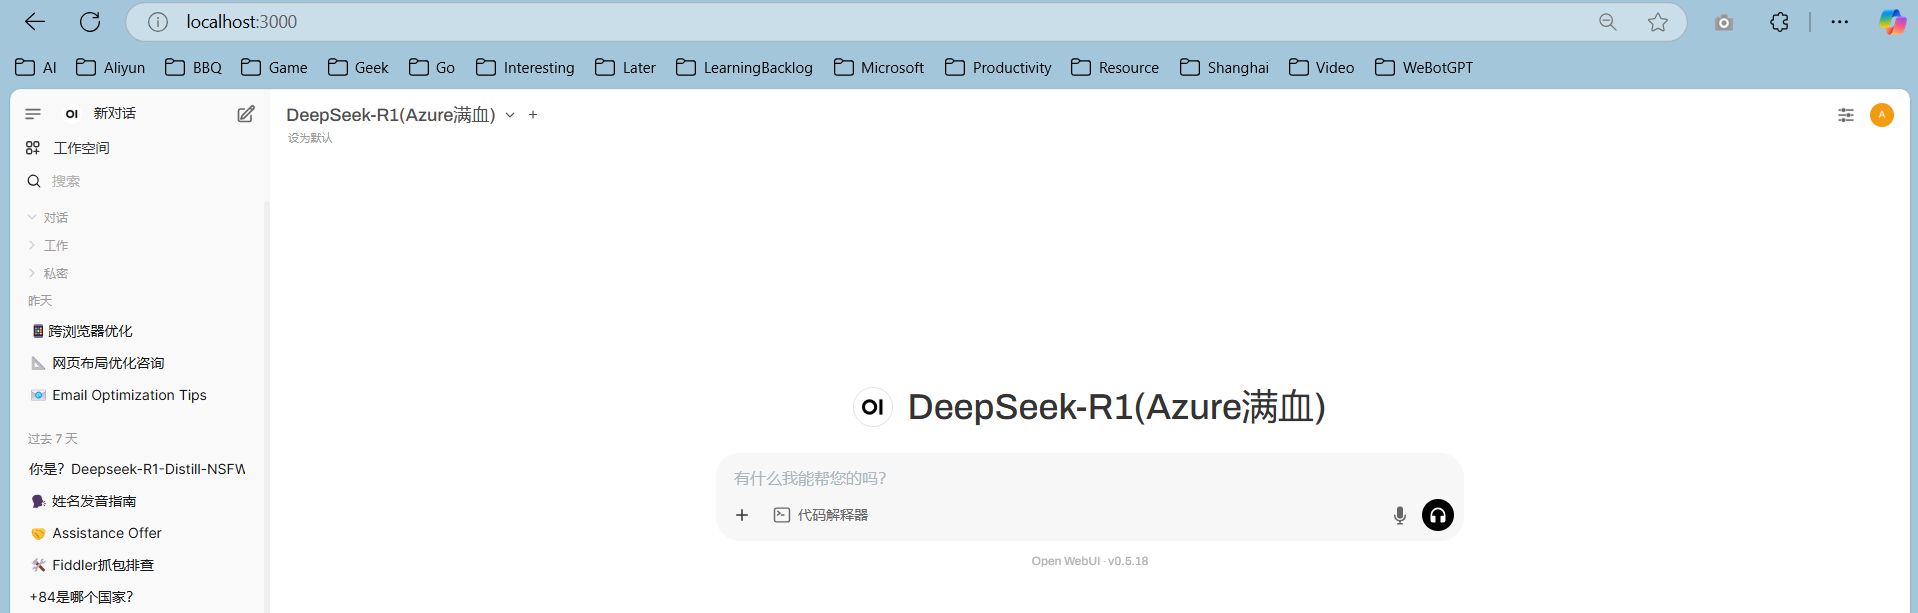 localhost:3000
AI Aliyun BBQ Game Geek Go Interesting Later LearningBacklog Microsoft Productivity Resource Shanghai Video WeBotGPT
OI 新对话
工作空间
搜索
对话
工作
私密
昨天
跨浏览器优化
网页布局优化咨询
Email Optimization Tips
过去 7 天
你是? Deepseek-R1-Distill-NSFW
姓名发音指南
Assistance Offer
Fiddler抓包排查
+84是哪个国家?
DeepSeek-R1(Azure满血)
设为默认
A
OI DeepSeek-R1(Azure满血)
有什么我能帮您的吗?
代码解释器
Open WebUI · v0.5.18